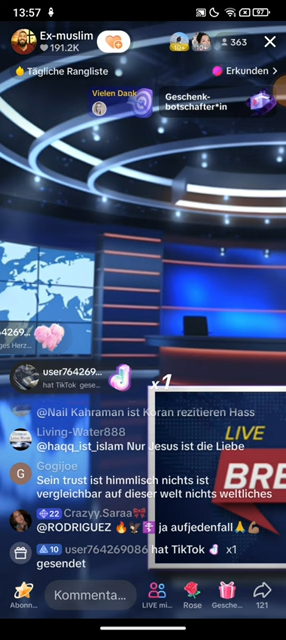 13:57
97
Ex-muslim
191.2K
363
Tägliche Rangliste
Erkunden >
Vielen Dank
Geschenk-
botschafter*in
user764269...
hat TikTok gese...
x1
@Nail Kahraman ist Koran rezitieren Hass
Living-Water888
@haqq_ist_islam Nur Jesus ist die Liebe
Gogijoe
Sein trust ist himmlisch nichts ist
vergleichbar auf dieser welt nichts weltliches
22 Crazyy.Saraa🎀
@RODRIGUEZ 🔥🦅✝️ ja aufjedenfall🙏💪🏽
10 user764269086 hat TikTok x1
gesendet
LIVE
BRE
Abonn...
Kommenta...
LIVE mi...
Rose
Gesche...
121